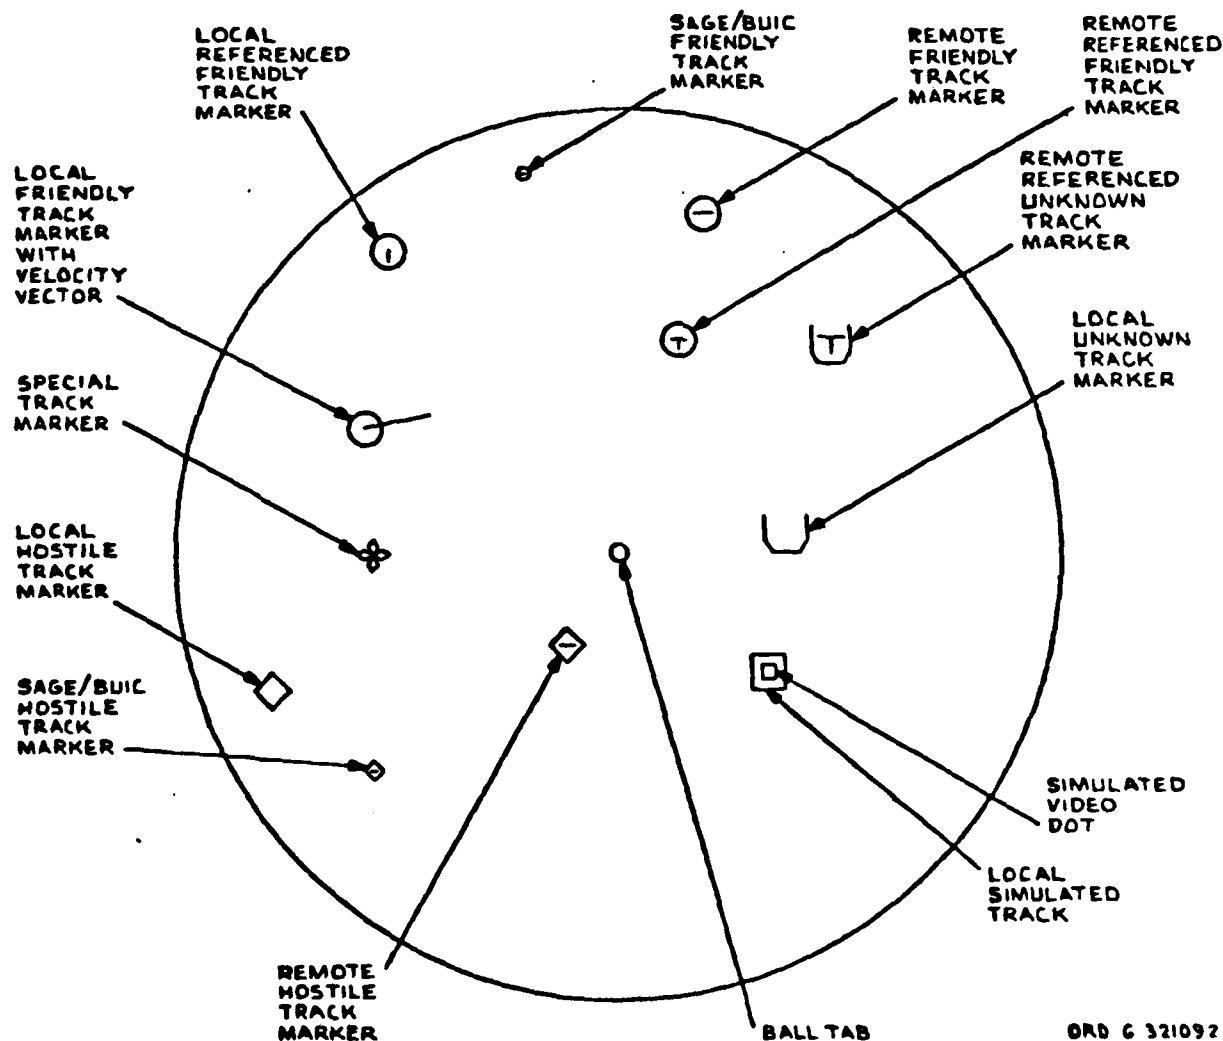 LOCAL
REFERENCED
FRIENDLY
TRACK
MARKER
SAGE/BUIC
FRIENDLY
TRACK
MARKER
REMOTE
FRIENDLY
TRACK
MARKER
REMOTE
REFERENCED
FRIENDLY
TRACK
MARKER
REMOTE
REFERENCED
UNKNOWN
TRACK
MARKER
LOCAL
UNKNOWN
TRACK
MARKER
LOCAL
FRIENDLY
TRACK
MARKER
WITH
VELOCITY
VECTOR
SPECIAL
TRACK
MARKER
LOCAL
HOSTILE
TRACK
MARKER
SAGE/BUIC
HOSTILE
TRACK
MARKER
SIMULATED
VIDEO
DOT
LOCAL
SIMULATED
TRACK
REMOTE
HOSTILE
TRACK
MARKER
BALL TAB
ORD G 321092